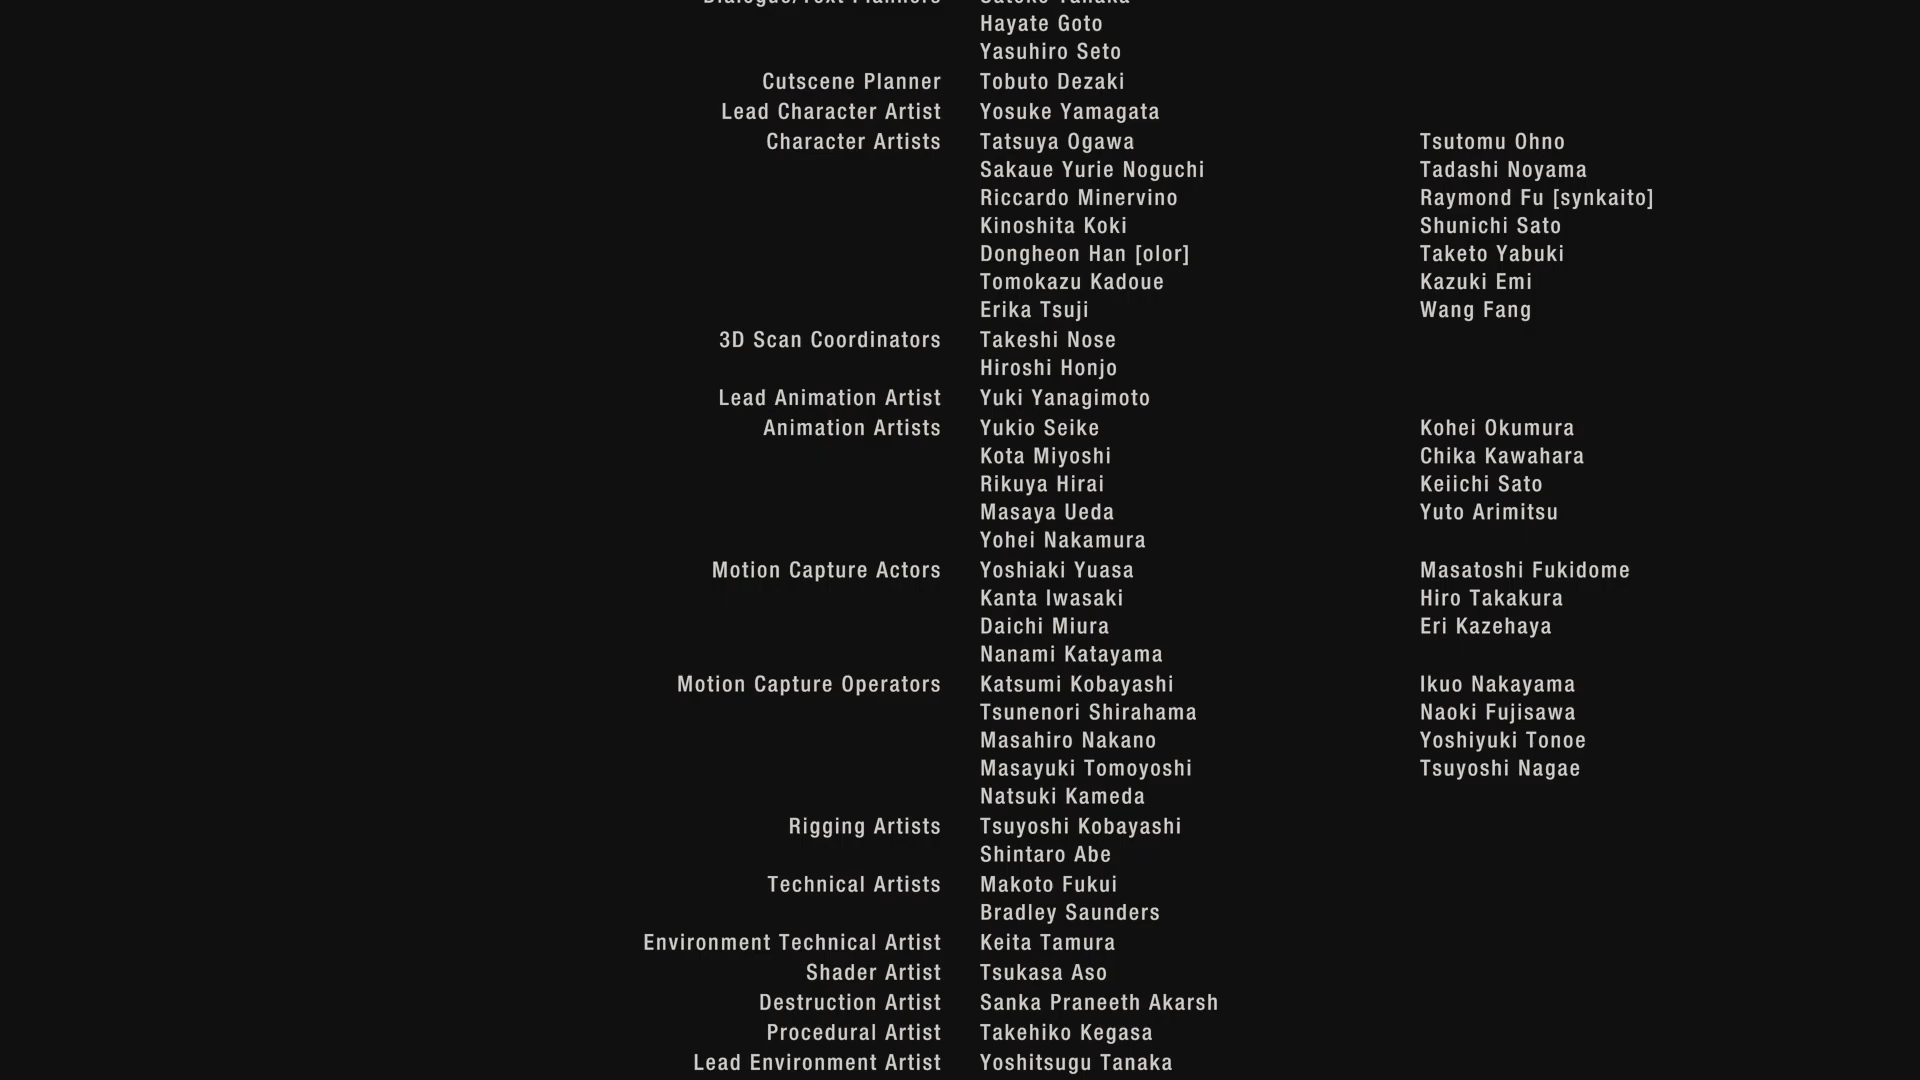 Hayate Goto
Yasuhiro Seto
Cutscene Planner Tobuto Dezaki
Lead Character Artist Yosuke Yamagata
Character Artists Tatsuya Ogawa Tsutomu Ohno
Sakaue Yurie Noguchi Tadashi Noyama
Riccardo Minervino Raymond Fu [synkaito]
Kinoshita Koki Shunichi Sato
Dongheon Han [olor] Taketo Yabuki
Tomokazu Kadoue Kazuki Emi
Erika Tsuji Wang Fang
3D Scan Coordinators Takeshi Nose
Hiroshi Honjo
Lead Animation Artist Yuki Yanagimoto
Animation Artists Yukio Seike Kohei Okumura
Kota Miyoshi Chika Kawahara
Rikuya Hirai Keiichi Sato
Masaya Ueda Yuto Arimitsu
Yohei Nakamura
Motion Capture Actors Yoshiaki Yuasa Masatoshi Fukidome
Kanta Iwasaki Hiro Takakura
Daichi Miura Eri Kazehaya
Nanami Katayama
Motion Capture Operators Katsumi Kobayashi Ikuo Nakayama
Tsunenori Shirahama Naoki Fujisawa
Masahiro Nakano Yoshiyuki Tonoe
Masayuki Tomoyoshi Tsuyoshi Nagae
Natsuki Kameda
Rigging Artists Tsuyoshi Kobayashi
Shintaro Abe
Technical Artists Makoto Fukui
Bradley Saunders
Environment Technical Artist Keita Tamura
Shader Artist Tsukasa Aso
Destruction Artist Sanka Praneeth Akarsh
Procedural Artist Takehiko Kegasa
Lead Environment Artist Yoshitsugu Tanaka